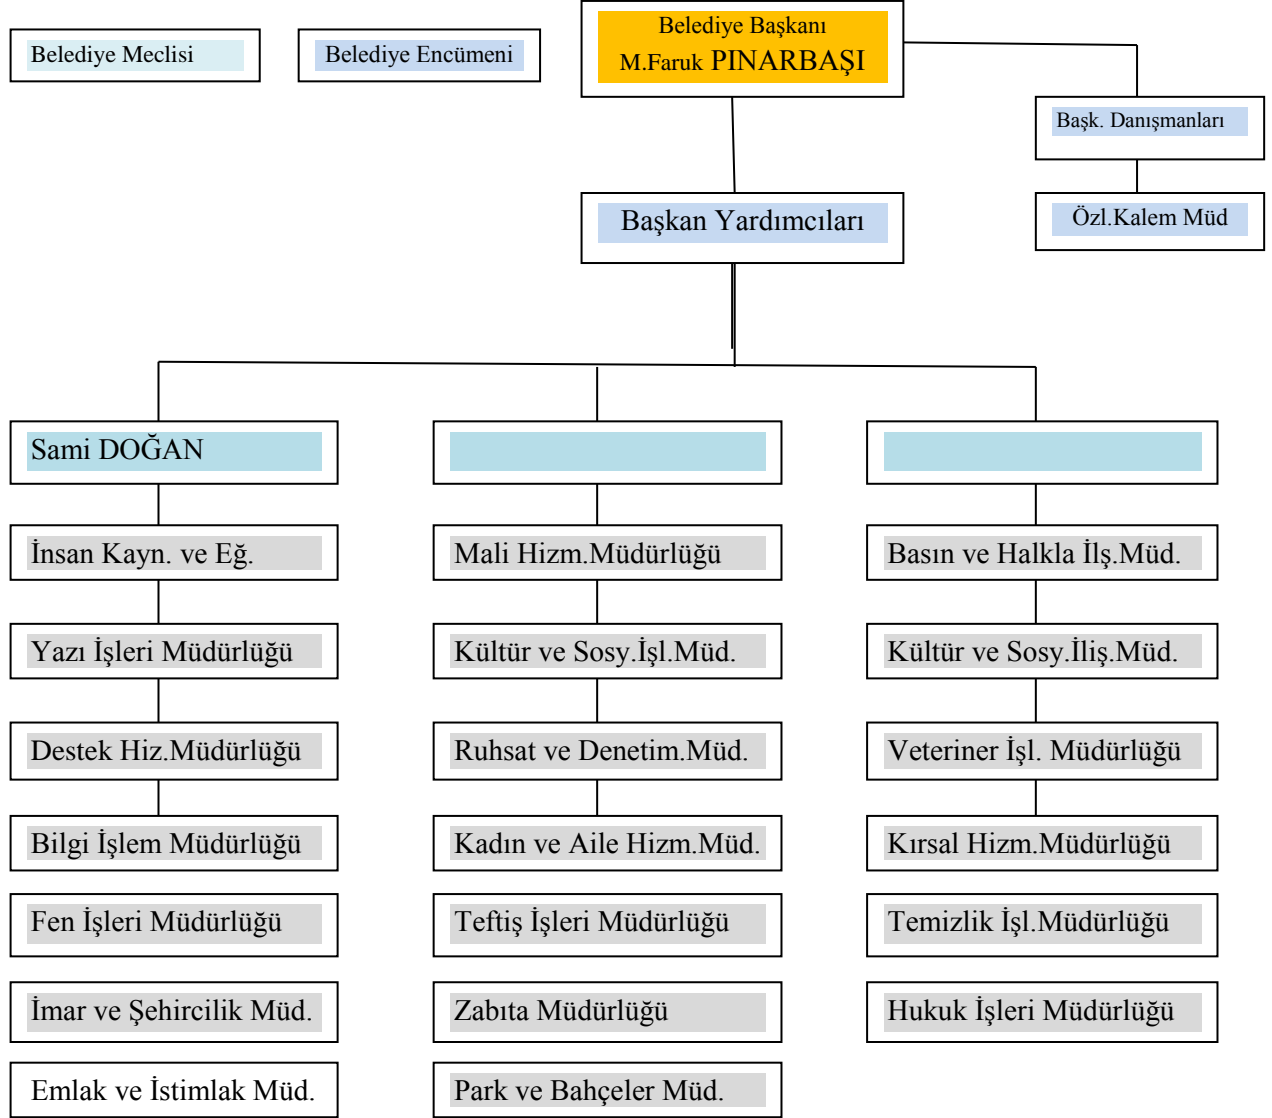 Belediye Meclisi
Belediye Encümeni
Belediye Başkanı
M.Faruk PINARBAŞI
Başk. Danışmanları
Özl.Kalem Müd
Başkan Yardımcıları
Sami DOĞAN
İnsan Kayn. ve Eğ.
Mali Hizm.Müdürlüğü
Basın ve Halkla İlş.Müd.
Yazı İşleri Müdürlüğü
Kültür ve Sosy.İşl.Müd.
Kültür ve Sosy.İliş.Müd.
Destek Hiz.Müdürlüğü
Ruhsat ve Denetim.Müd.
Veteriner İşl. Müdürlüğü
Bilgi İşlem Müdürlüğü
Kadın ve Aile Hizm.Müd.
Kırsal Hizm.Müdürlüğü
Fen İşleri Müdürlüğü
Teftiş İşleri Müdürlüğü
Temizlik İşl.Müdürlüğü
İmar ve Şehircilik Müd.
Zabıta Müdürlüğü
Hukuk İşleri Müdürlüğü
Emlak ve İstimlak Müd.
Park ve Bahçeler Müd.